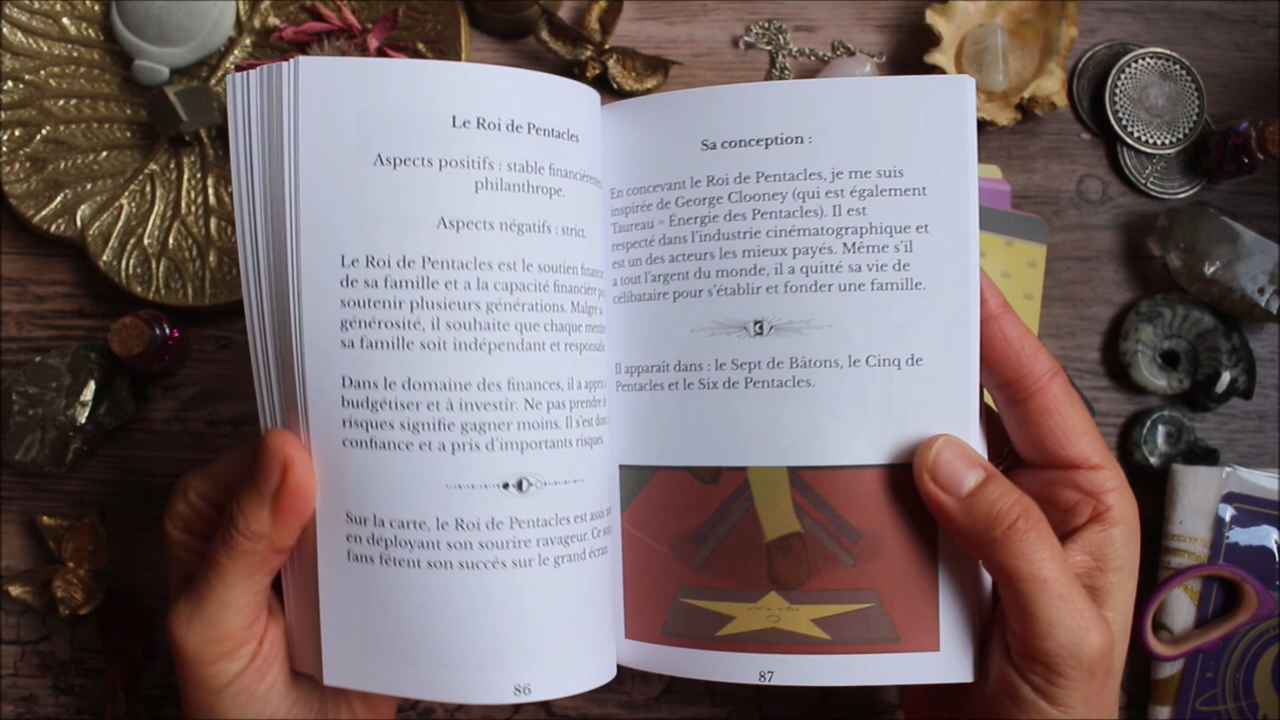 Le Roi de Pentacles
Aspects positifs : stable
philanthrope.
Aspects négatifs : strict.
Le Roi de Pentacles est le soutien
de sa famille et a la capacité financière
soutenir plusieurs générations. Malgré
générosité, il souhaite que chaque
sa famille soit indépendant et
Dans le domaine des finances, il a
budgétiser et à investir. Ne pas prendre
risques signifie gagner moins. Il s'est
confiance et a pris d'importants risques.
Sur la carte, le Roi de Pentacles est assis
en déployant son sourire ravageur. Ce
fans fêtent son succès sur le grand écran.
86
Sa conception :
En concevant le Roi de Pentacles, je me suis
inspirée de George Clooney (qui est également
Taureau = Énergie des Pentacles). Il est
respecté dans l'industrie cinématographique et
est un des acteurs les mieux payés. Même s'il
a tout l'argent du monde, il a quitté sa vie de
célibataire pour s'établir et fonder une famille.
Il apparaît dans : le Sept de Bâtons, le Cinq de
Pentacles et le Six de Pentacles.
87